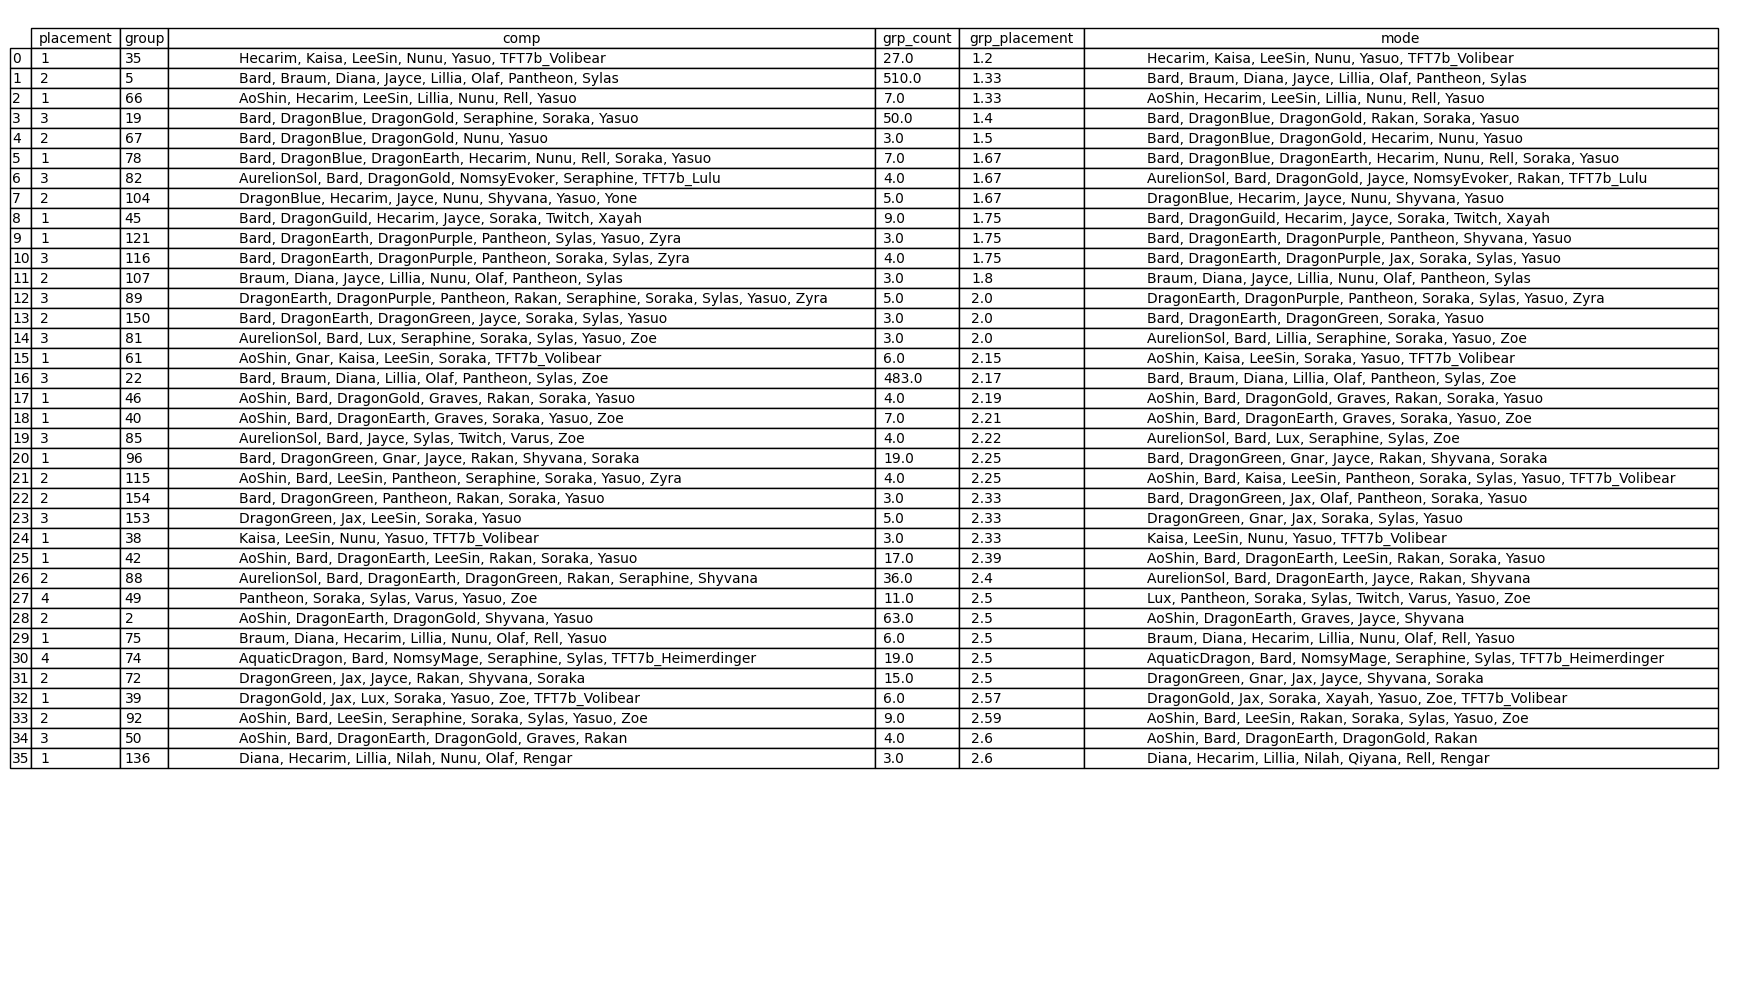 placement group comp grp_count grp_placement mode
0 1 35 Hecarim, Kaisa, LeeSin, Nunu, Yasuo, TFT7b_Volibear 27.0 1.2 Hecarim, Kaisa, LeeSin, Nunu, Yasuo, TFT7b_Volibear
1 2 5 Bard, Braum, Diana, Jayce, Lillia, Olaf, Pantheon, Sylas 510.0 1.33 Bard, Braum, Diana, Jayce, Lillia, Olaf, Pantheon, Sylas
2 1 66 AoShin, Hecarim, LeeSin, Lillia, Nunu, Rell, Yasuo 7.0 1.33 AoShin, Hecarim, LeeSin, Lillia, Nunu, Rell, Yasuo
3 3 19 Bard, DragonBlue, DragonGold, Seraphine, Soraka, Yasuo 50.0 1.4 Bard, DragonBlue, DragonGold, Rakan, Soraka, Yasuo
4 2 67 Bard, DragonBlue, DragonGold, Nunu, Yasuo 3.0 1.5 Bard, DragonBlue, DragonGold, Hecarim, Nunu, Yasuo
5 1 78 Bard, DragonBlue, DragonEarth, Hecarim, Nunu, Rell, Soraka, Yasuo 7.0 1.67 Bard, DragonBlue, DragonEarth, Hecarim, Nunu, Rell, Soraka, Yasuo
6 3 82 AurelionSol, Bard, DragonGold, NomsyEvoker, Seraphine, TFT7b_Lulu 4.0 1.67 AurelionSol, Bard, DragonGold, Jayce, NomsyEvoker, Rakan, TFT7b_Lulu
7 2 104 DragonBlue, Hecarim, Jayce, Nunu, Shyvana, Yasuo, Yone 5.0 1.67 DragonBlue, Hecarim, Jayce, Nunu, Shyvana, Yasuo
8 1 45 Bard, DragonGuild, Hecarim, Jayce, Soraka, Twitch, Xayah 9.0 1.75 Bard, DragonGuild, Hecarim, Jayce, Soraka, Twitch, Xayah
9 1 121 Bard, DragonEarth, DragonPurple, Pantheon, Sylas, Yasuo, Zyra 3.0 1.75 Bard, DragonEarth, DragonPurple, Pantheon, Shyvana, Yasuo
10 3 116 Bard, DragonEarth, DragonPurple, Pantheon, Soraka, Sylas, Zyra 4.0 1.75 Bard, DragonEarth, DragonPurple, Jax, Soraka, Sylas, Yasuo
11 2 107 Braum, Diana, Jayce, Lillia, Nunu, Olaf, Pantheon, Sylas 3.0 1.8 Braum, Diana, Jayce, Lillia, Nunu, Olaf, Pantheon, Sylas
12 3 89 DragonEarth, DragonPurple, Pantheon, Rakan, Seraphine, Soraka, Sylas, Yasuo, Zyra 5.0 2.0 DragonEarth, DragonPurple, Pantheon, Soraka, Sylas, Yasuo, Zyra
13 2 150 Bard, DragonEarth, DragonGreen, Jayce, Soraka, Sylas, Yasuo 3.0 2.0 Bard, DragonEarth, DragonGreen, Soraka, Yasuo
14 3 81 AurelionSol, Bard, Lux, Seraphine, Soraka, Sylas, Yasuo, Zoe 3.0 2.0 AurelionSol, Bard, Lillia, Seraphine, Soraka, Yasuo, Zoe
15 1 61 AoShin, Gnar, Kaisa, LeeSin, Soraka, TFT7b_Volibear 6.0 2.15 AoShin, Kaisa, LeeSin, Soraka, Yasuo, TFT7b_Volibear
16 3 22 Bard, Braum, Diana, Lillia, Olaf, Pantheon, Sylas, Zoe 483.0 2.17 Bard, Braum, Diana, Lillia, Olaf, Pantheon, Sylas, Zoe
17 1 46 AoShin, Bard, DragonGold, Graves, Rakan, Soraka, Yasuo 4.0 2.19 AoShin, Bard, DragonGold, Graves, Rakan, Soraka, Yasuo
18 1 40 AoShin, Bard, DragonEarth, Graves, Soraka, Yasuo, Zoe 7.0 2.21 AoShin, Bard, DragonEarth, Graves, Soraka, Yasuo, Zoe
19 3 85 AurelionSol, Bard, Jayce, Sylas, Twitch, Varus, Zoe 4.0 2.22 AurelionSol, Bard, Lux, Seraphine, Sylas, Zoe
20 1 96 Bard, DragonGreen, Gnar, Jayce, Rakan, Shyvana, Soraka 19.0 2.25 Bard, DragonGreen, Gnar, Jayce, Rakan, Shyvana, Soraka
21 2 115 AoShin, Bard, LeeSin, Pantheon, Seraphine, Soraka, Yasuo, Zyra 4.0 2.25 AoShin, Bard, Kaisa, LeeSin, Pantheon, Soraka, Sylas, Yasuo, TFT7b_Volibear
22 2 154 Bard, DragonGreen, Pantheon, Rakan, Soraka, Yasuo 3.0 2.33 Bard, DragonGreen, Jax, Olaf, Pantheon, Soraka, Yasuo
23 3 153 DragonGreen, Jax, LeeSin, Soraka, Yasuo 5.0 2.33 DragonGreen, Gnar, Jax, Soraka, Sylas, Yasuo
24 1 38 Kaisa, LeeSin, Nunu, Yasuo, TFT7b_Volibear 3.0 2.33 Kaisa, LeeSin, Nunu, Yasuo, TFT7b_Volibear
25 1 42 AoShin, Bard, DragonEarth, LeeSin, Rakan, Soraka, Yasuo 17.0 2.39 AoShin, Bard, DragonEarth, LeeSin, Rakan, Soraka, Yasuo
26 2 88 AurelionSol, Bard, DragonEarth, DragonGreen, Rakan, Seraphine, Shyvana 36.0 2.4 AurelionSol, Bard, DragonEarth, Jayce, Rakan, Shyvana
27 4 49 Pantheon, Soraka, Sylas, Varus, Yasuo, Zoe 11.0 2.5 Lux, Pantheon, Soraka, Sylas, Twitch, Varus, Yasuo, Zoe
28 2 2 AoShin, DragonEarth, DragonGold, Shyvana, Yasuo 63.0 2.5 AoShin, DragonEarth, Graves, Jayce, Shyvana
29 1 75 Braum, Diana, Hecarim, Lillia, Nunu, Olaf, Rell, Yasuo 6.0 2.5 Braum, Diana, Hecarim, Lillia, Nunu, Olaf, Rell, Yasuo
30 4 74 AquaticDragon, Bard, NomsyMage, Seraphine, Sylas, TFT7b_Heimerdinger 19.0 2.5 AquaticDragon, Bard, NomsyMage, Seraphine, Sylas, TFT7b_Heimerdinger
31 2 72 DragonGreen, Jax, Jayce, Rakan, Shyvana, Soraka 15.0 2.5 DragonGreen, Gnar, Jax, Jayce, Shyvana, Soraka
32 1 39 DragonGold, Jax, Lux, Soraka, Yasuo, Zoe, TFT7b_Volibear 6.0 2.57 DragonGold, Jax, Soraka, Xayah, Yasuo, Zoe, TFT7b_Volibear
33 2 92 AoShin, Bard, LeeSin, Seraphine, Soraka, Sylas, Yasuo, Zoe 9.0 2.59 AoShin, Bard, LeeSin, Rakan, Soraka, Sylas, Yasuo, Zoe
34 3 50 AoShin, Bard, DragonEarth, DragonGold, Graves, Rakan 4.0 2.6 AoShin, Bard, DragonEarth, DragonGold, Rakan
35 1 136 Diana, Hecarim, Lillia, Nilah, Nunu, Olaf, Rengar 3.0 2.6 Diana, Hecarim, Lillia, Nilah, Qiyana, Rell, Rengar